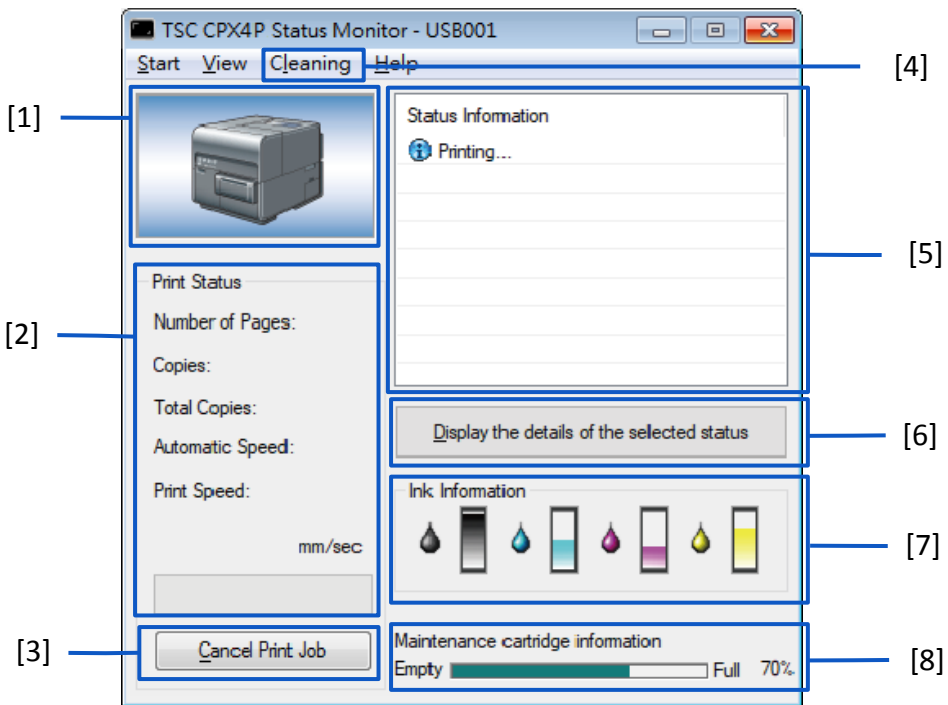 TSC CPX4P Status Monitor - USB001
Start View Cleaning Help
[4]
[1]
Status Information
Printing...
[5]
[2]
Print Status
Number of Pages:
Copies:
Total Copies:
Automatic Speed:
Print Speed:
mm/sec
Display the details of the selected status
[6]
Ink Information
[7]
[3]
Cancel Print Job
Maintenance cartridge information
Empty Full 70%
[8]